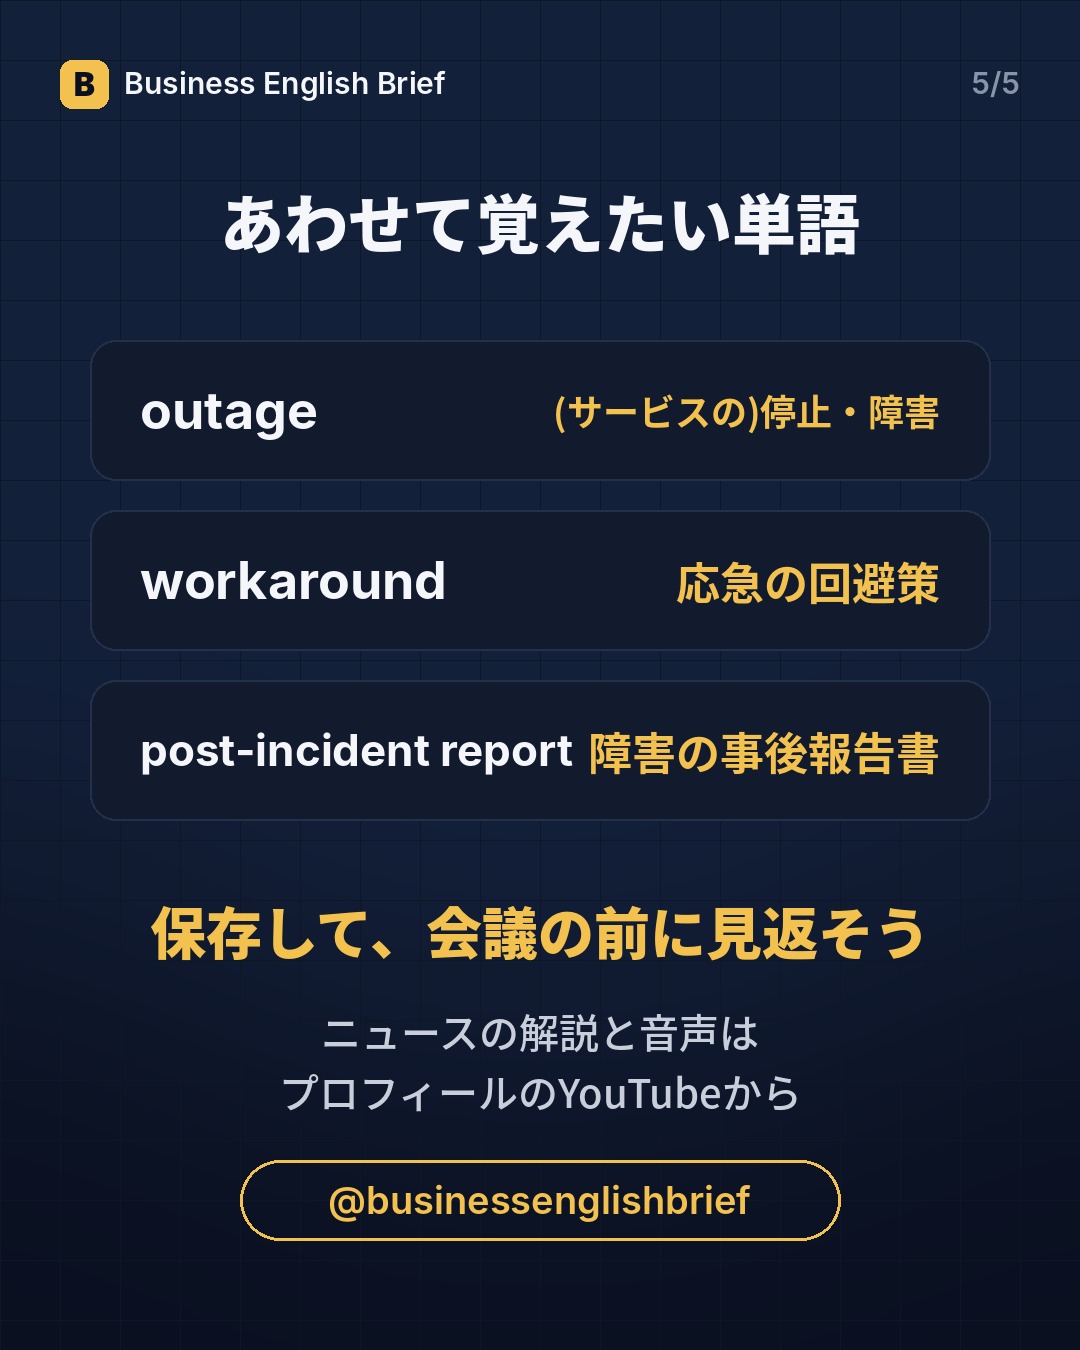 B Business English Brief 5/5
あわせて覚えたい単語
outage (サービスの)停止・障害
workaround 応急の回避策
post-incident report 障害の事後報告書
保存して、会議の前に見返そう
ニュースの解説と音声は
プロフィールのYouTubeから
@businessenglishbrief